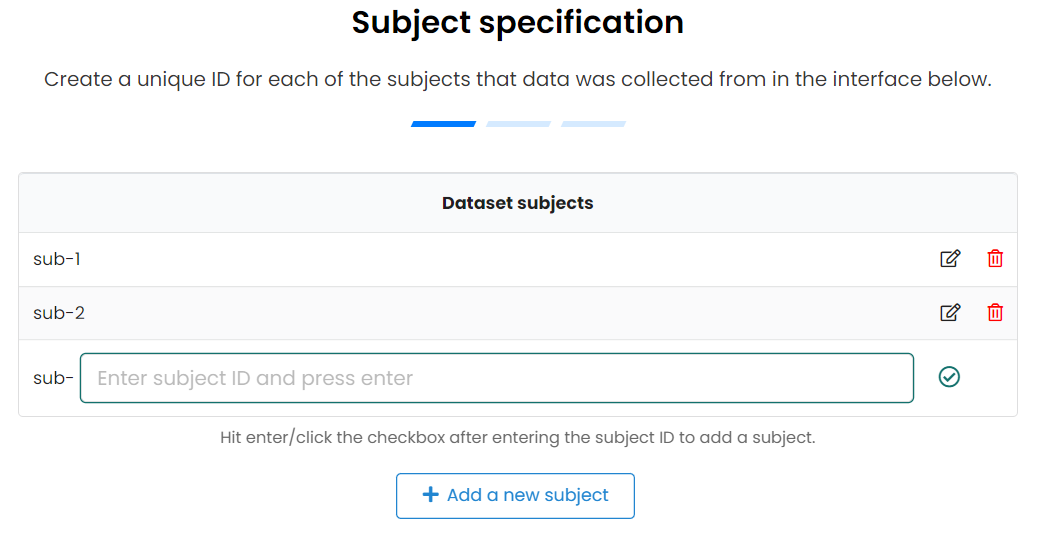 Subject specification
Create a unique ID for each of the subjects that data was collected from in the interface below.
Dataset subjects
sub-1
sub-2
sub- Enter subject ID and press enter
Hit enter/click the checkbox after entering the subject ID to add a subject.
Add a new subject